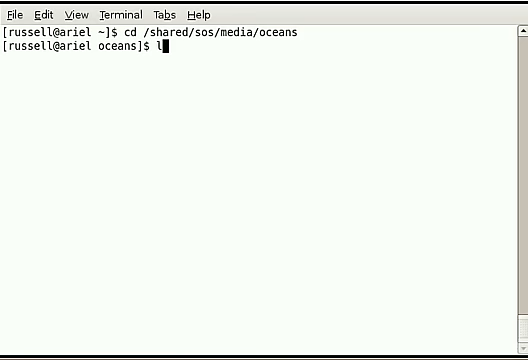 File Edit View Terminal Tabs Help
[russell@ariel ~]$ cd /shared/sos/media/oceans
[russell@ariel oceans]$ l